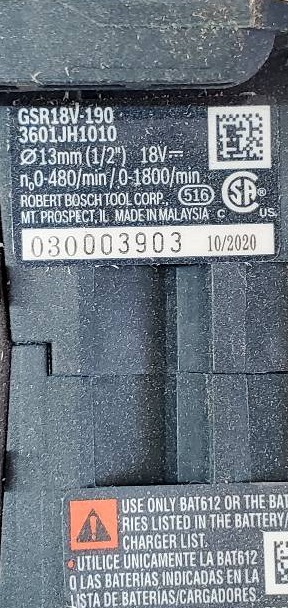 GSR18V-190
3601JH1010
Ø13mm (1/2") 18V⎓
n₀0-480/min / 0-1800/min
ROBERT BOSCH TOOL CORP., 516 SA ®
MT. PROSPECT, IL MADE IN MALAYSIA C US
030003903 10/2020
USE ONLY BAT612 OR THE BAT
RIES LISTED IN THE BATTERY/
CHARGER LIST.
UTILICE UNICAMENTE LA BAT612
O LAS BATERÍAS INDICADAS EN LA
LISTA DE BATERÍAS/CARGADORES.